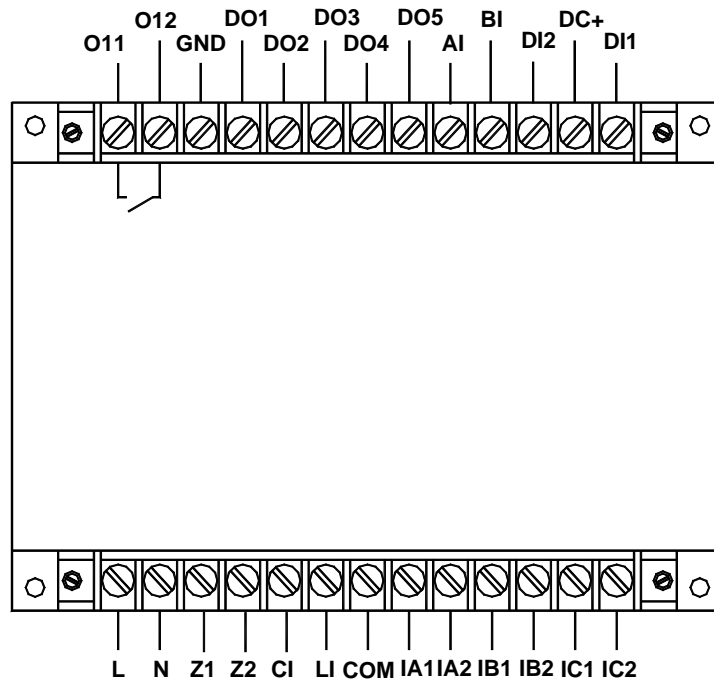 O12 DO1 DO3 DO5 BI DC+
O11 GND DO2 DO4 AI DI2 DI1
L N Z1 Z2 CI LI COM IA1 IA2 IB1 IB2 IC1 IC2